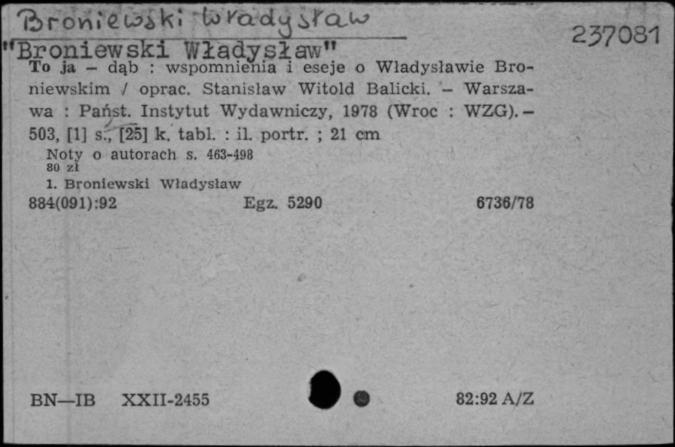 Broniewski Władysław
237081
"Broniewski Władysław"
To ja — dąb : wspomnienia i eseje o Władysławie Bro-
niewskim / oprac. Stanisław Witold Balicki. — Warsza-
wa : Państ. Instytut Wydawniczy, 1978 (Wroc : WZG). —
503, [1] s., [25] k. tabl. : il. portr. ; 21 cm
Noty o autorach s. 463-498
80 zł
1. Broniewski Władysław
884(091):92 Egz. 5290 6736/78
BN—IB XXII-2455 82:92 A/Z